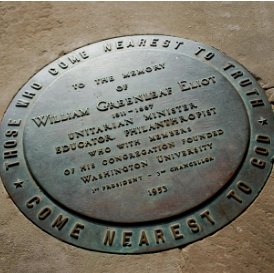 THOSE WHO COME NEAREST TO TRUTH
TO THE MEMORY
OF
WILLIAM GREENLEAF ELIOT
1811 - 1887
UNITARIAN MINISTER
EDUCATOR PHILANTHROPIST
WHO WITH MEMBERS
OF HIS CONGREGATION FOUNDED
WASHINGTON UNIVERSITY
1ST PRESIDENT - 3RD CHANCELLOR
1953
COME NEAREST TO GOD